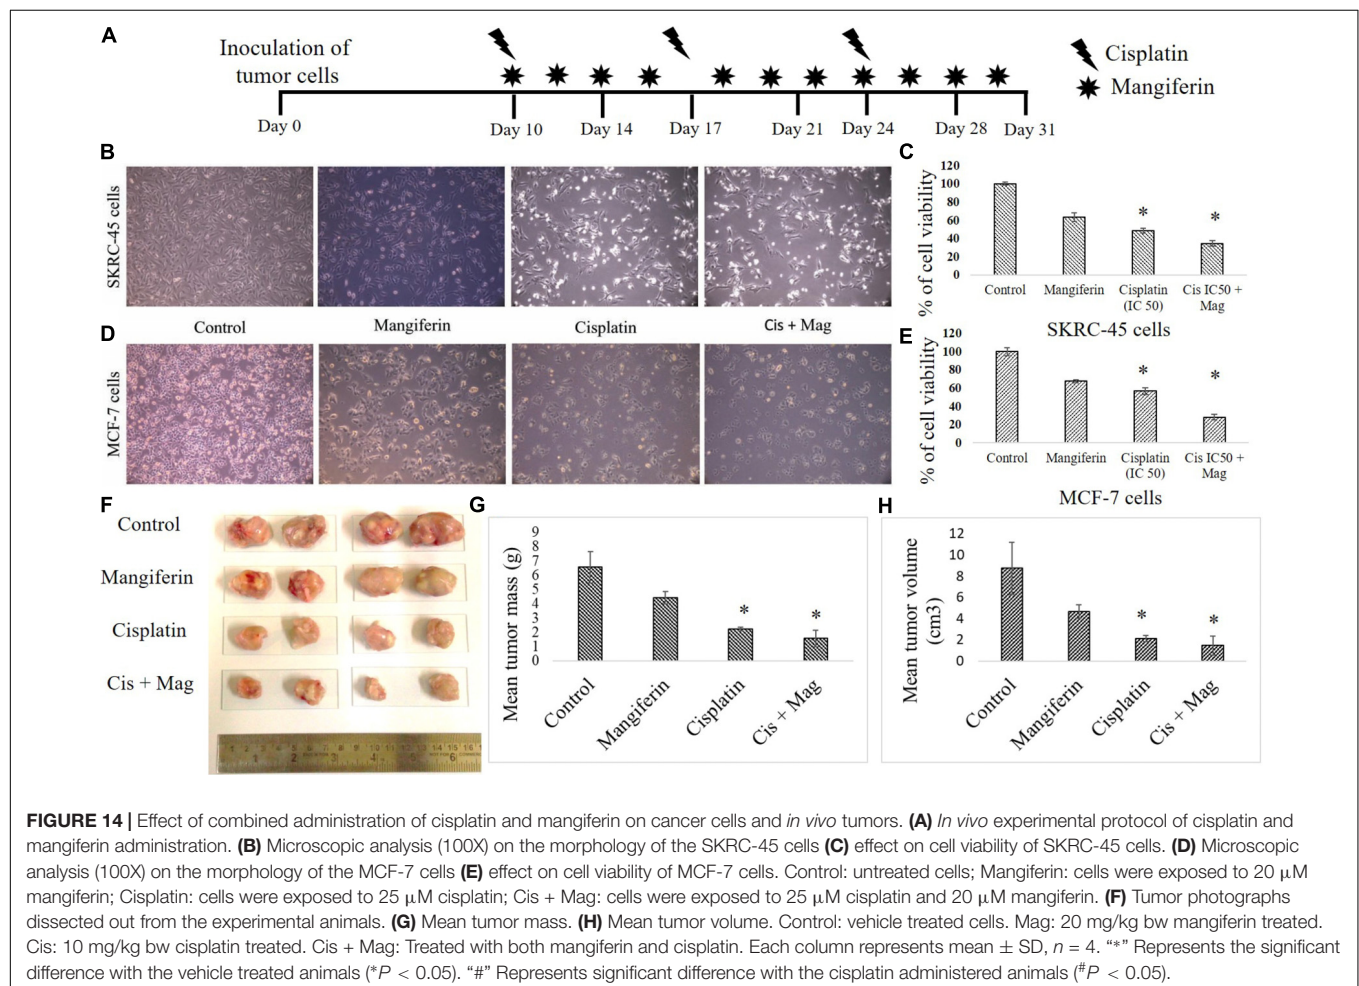 A
Inoculation of
tumor cells
Cisplatin
Mangiferin
Day 0
Day 10
Day 14
Day 17
Day 21
Day 24
Day 28
Day 31
B
SKRC-45 cells
C
% of cell viability
120
100
80
60
40
20
0
*
*
Control
Mangiferin
Cisplatin
(IC 50)
Cis IC50 +
Mag
SKRC-45 cells
Control
Mangiferin
Cisplatin
Cis + Mag
D
MCF-7 cells
E
% of cell viability
120
100
80
60
40
20
0
*
*
Control
Mangiferin
Cisplatin
(IC 50)
Cis IC50 +
Mag
MCF-7 cells
F
Control
Mangiferin
Cisplatin
Cis + Mag
G
Mean tumor mass (g)
9
8
7
6
5
4
3
2
1
0
*
*
Control
Mangiferin
Cisplatin
Cis + Mag
H
Mean tumor volume
(cm3)
12
10
8
6
4
2
0
*
*
Control
Mangiferin
Cisplatin
Cis + Mag
FIGURE 14 | Effect of combined administration of cisplatin and mangiferin on cancer cells and in vivo tumors. (A) In vivo experimental protocol of cisplatin and
mangiferin administration. (B) Microscopic analysis (100X) on the morphology of the SKRC-45 cells (C) effect on cell viability of SKRC-45 cells. (D) Microscopic
analysis (100X) on the morphology of the MCF-7 cells (E) effect on cell viability of MCF-7 cells. Control: untreated cells; Mangiferin: cells were exposed to 20 μM
mangiferin; Cisplatin: cells were exposed to 25 μM cisplatin; Cis + Mag: cells were exposed to 25 μM cisplatin and 20 μM mangiferin. (F) Tumor photographs
dissected out from the experimental animals. (G) Mean tumor mass. (H) Mean tumor volume. Control: vehicle treated cells. Mag: 20 mg/kg bw mangiferin treated.
Cis: 10 mg/kg bw cisplatin treated. Cis + Mag: Treated with both mangiferin and cisplatin. Each column represents mean ± SD, n = 4. “*” Represents the significant
difference with the vehicle treated animals (*P < 0.05). “#” Represents significant difference with the cisplatin administered animals (#P < 0.05).